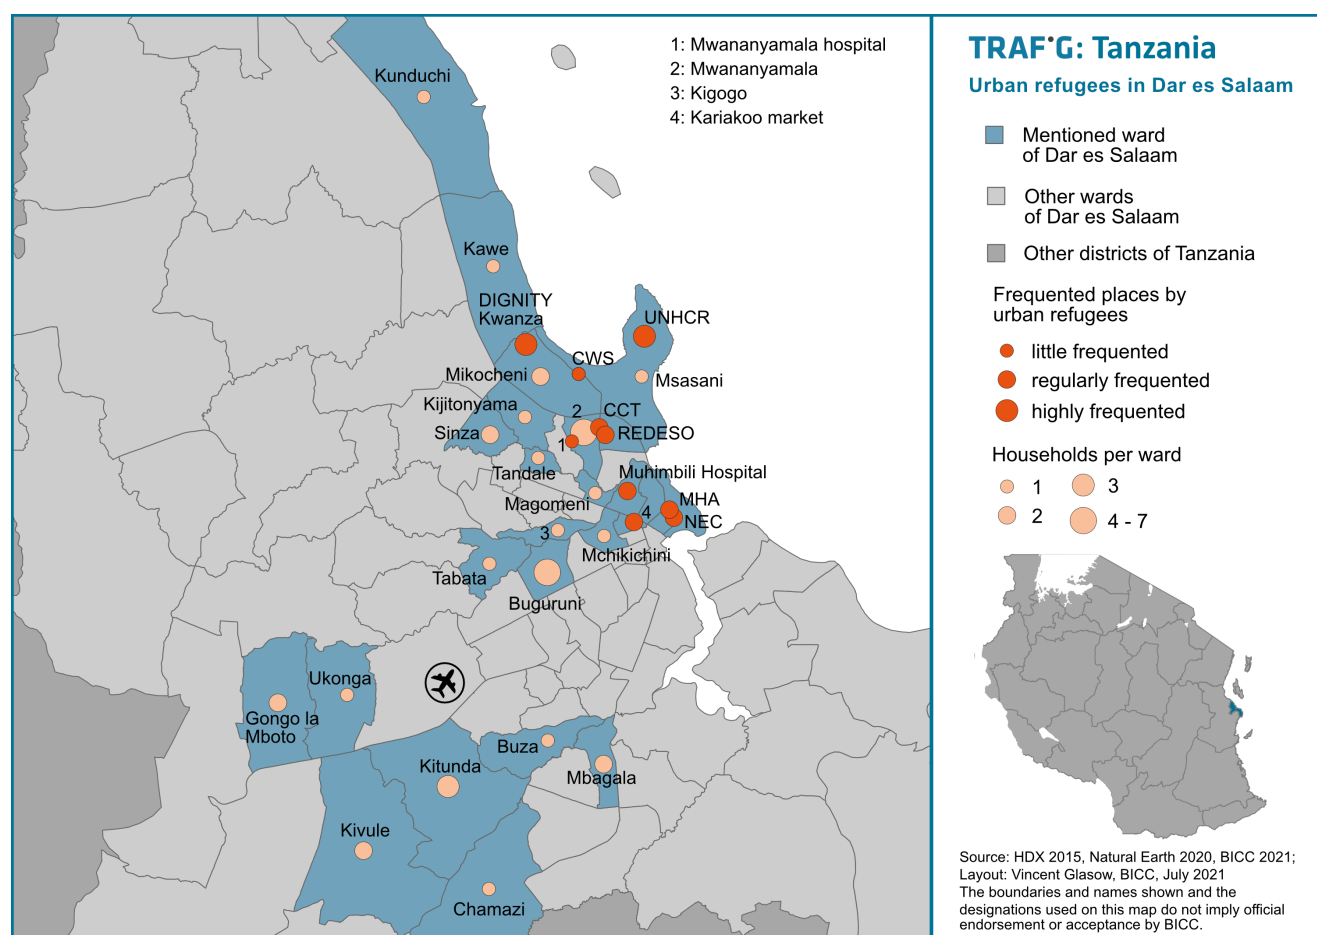 1: Mwananyamala hospital
2: Mwananyamala
3: Kigogo
4: Kariakoo market
Kunduchi
Kawe
DIGNITY
Kwanza
UNHCR
CWS
Mikocheni
Msasani
Kijitonyama
2
CCT
Sinza
REDESO
1
Tandale
Muhimbili Hospital
Magomeni
MHA
4
NEC
3
Mchikichini
Tabata
Buguruni
Ukonga
Gongo la
Mboto
Buza
Kitunda
Mbagala
Kivule
Chamazi
TRAFIG: Tanzania
Urban refugees in Dar es Salaam
Mentioned ward
of Dar es Salaam
Other wards
of Dar es Salaam
Other districts of Tanzania
Frequented places by
urban refugees
little frequented
regularly frequented
highly frequented
Households per ward
1
3
2
4 - 7
Source: HDX 2015, Natural Earth 2020, BICC 2021;
Layout: Vincent Glasow, BICC, July 2021
The boundaries and names shown and the
designations used on this map do not imply official
endorsement or acceptance by BICC.